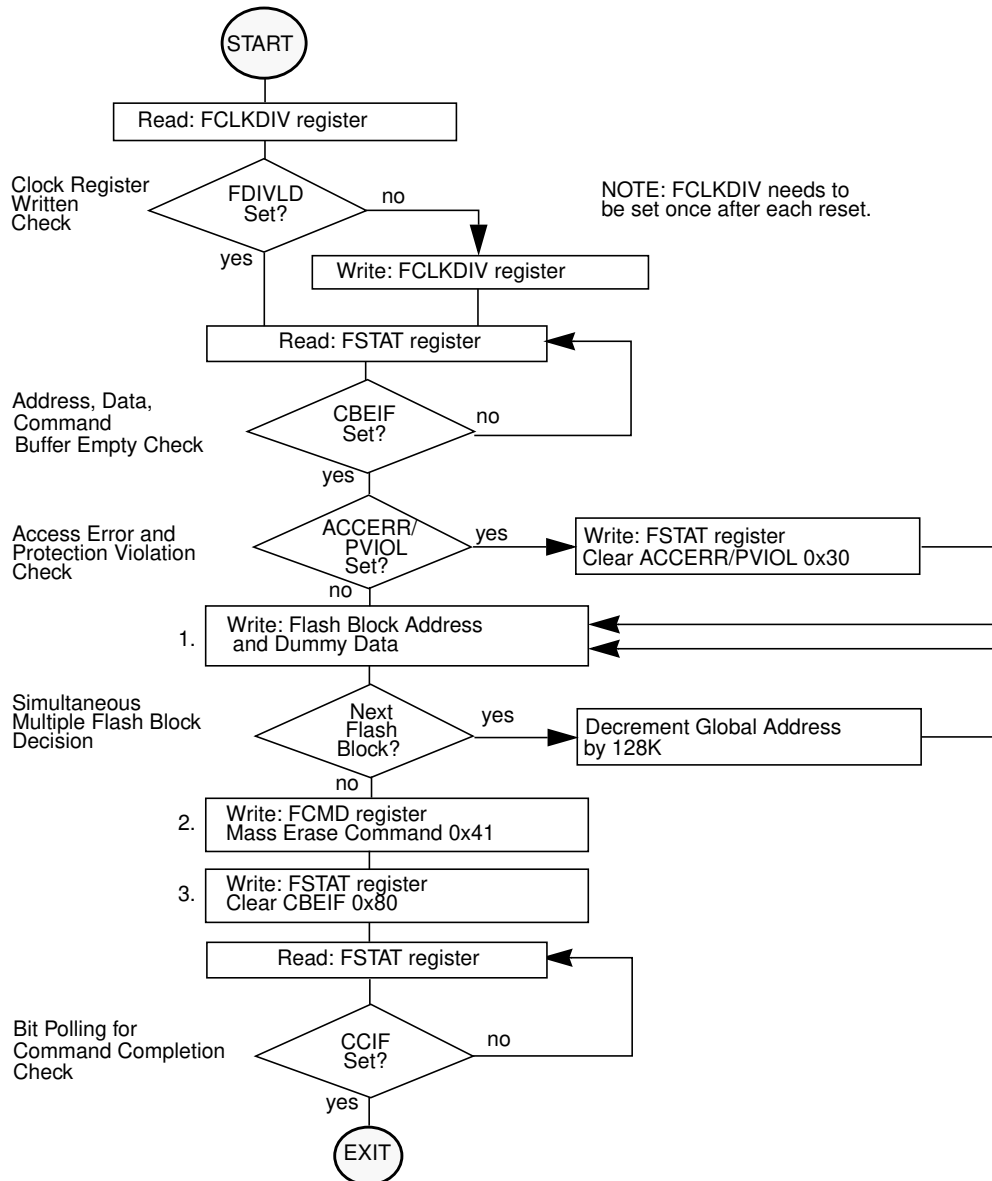 START
Read: FCLKDIV register
Clock Register
Written
Check
FDIVLD
Set?
no
yes
NOTE: FCLKDIV needs to
be set once after each reset.
Write: FCLKDIV register
Read: FSTAT register
Address, Data,
Command
Buffer Empty Check
CBEIF
Set?
no
yes
Access Error and
Protection Violation
Check
ACCERR/
PVIOL
Set?
yes
no
Write: FSTAT register
Clear ACCERR/PVIOL 0x30
1.
Write: Flash Block Address
and Dummy Data
Simultaneous
Multiple Flash Block
Decision
Next
Flash
Block?
yes
no
Decrement Global Address
by 128K
2.
Write: FCMD register
Mass Erase Command 0x41
3.
Write: FSTAT register
Clear CBEIF 0x80
Read: FSTAT register
Bit Polling for
Command Completion
Check
CCIF
Set?
no
yes
EXIT